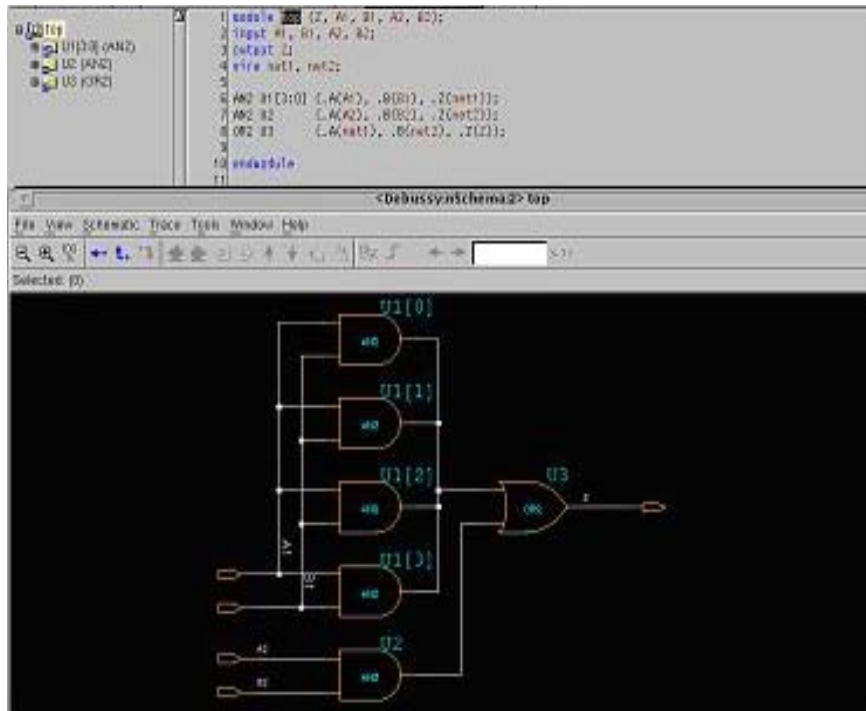 top
U1[3:0] (AN2)
U2 (AN2)
U3 (OR2)
1 module top (Z, A1, B1, A2, B2);
2 input A1, B1, A2, B2;
3 output Z;
4 wire net1, net2;
5
6 AN2 U1[3:0] (.A(A1), .B(B1), .Z(net1));
7 AN2 U2 (.A(A2), .B(B2), .Z(net2));
8 OR2 U3 (.A(net1), .B(net2), .Z(Z));
9
10 endmodule
11
<Debussy:nSchema:2> top
File View Schematic Trace Tools Window Help
Selected: (0)
U1[0]
U1[1]
U1[2]
U3
Z
A1
B1
U1[3]
U2
A2
B2